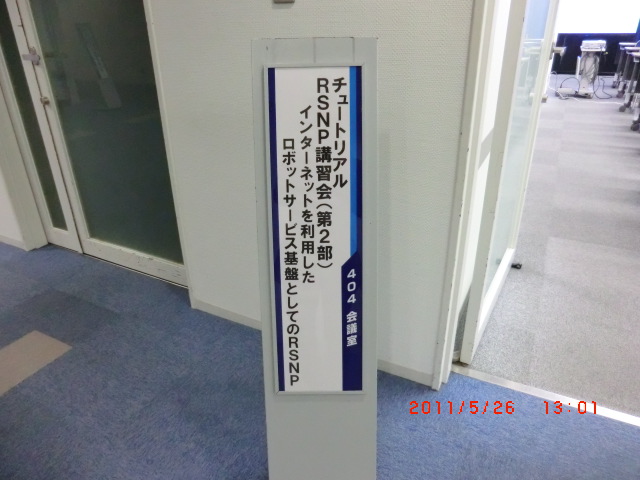 チュートリアル
RSNP講習会(第2部)
インターネットを利用した
ロボットサービス基盤としてのRSNP
404 会議室
2011/5/26 13:01